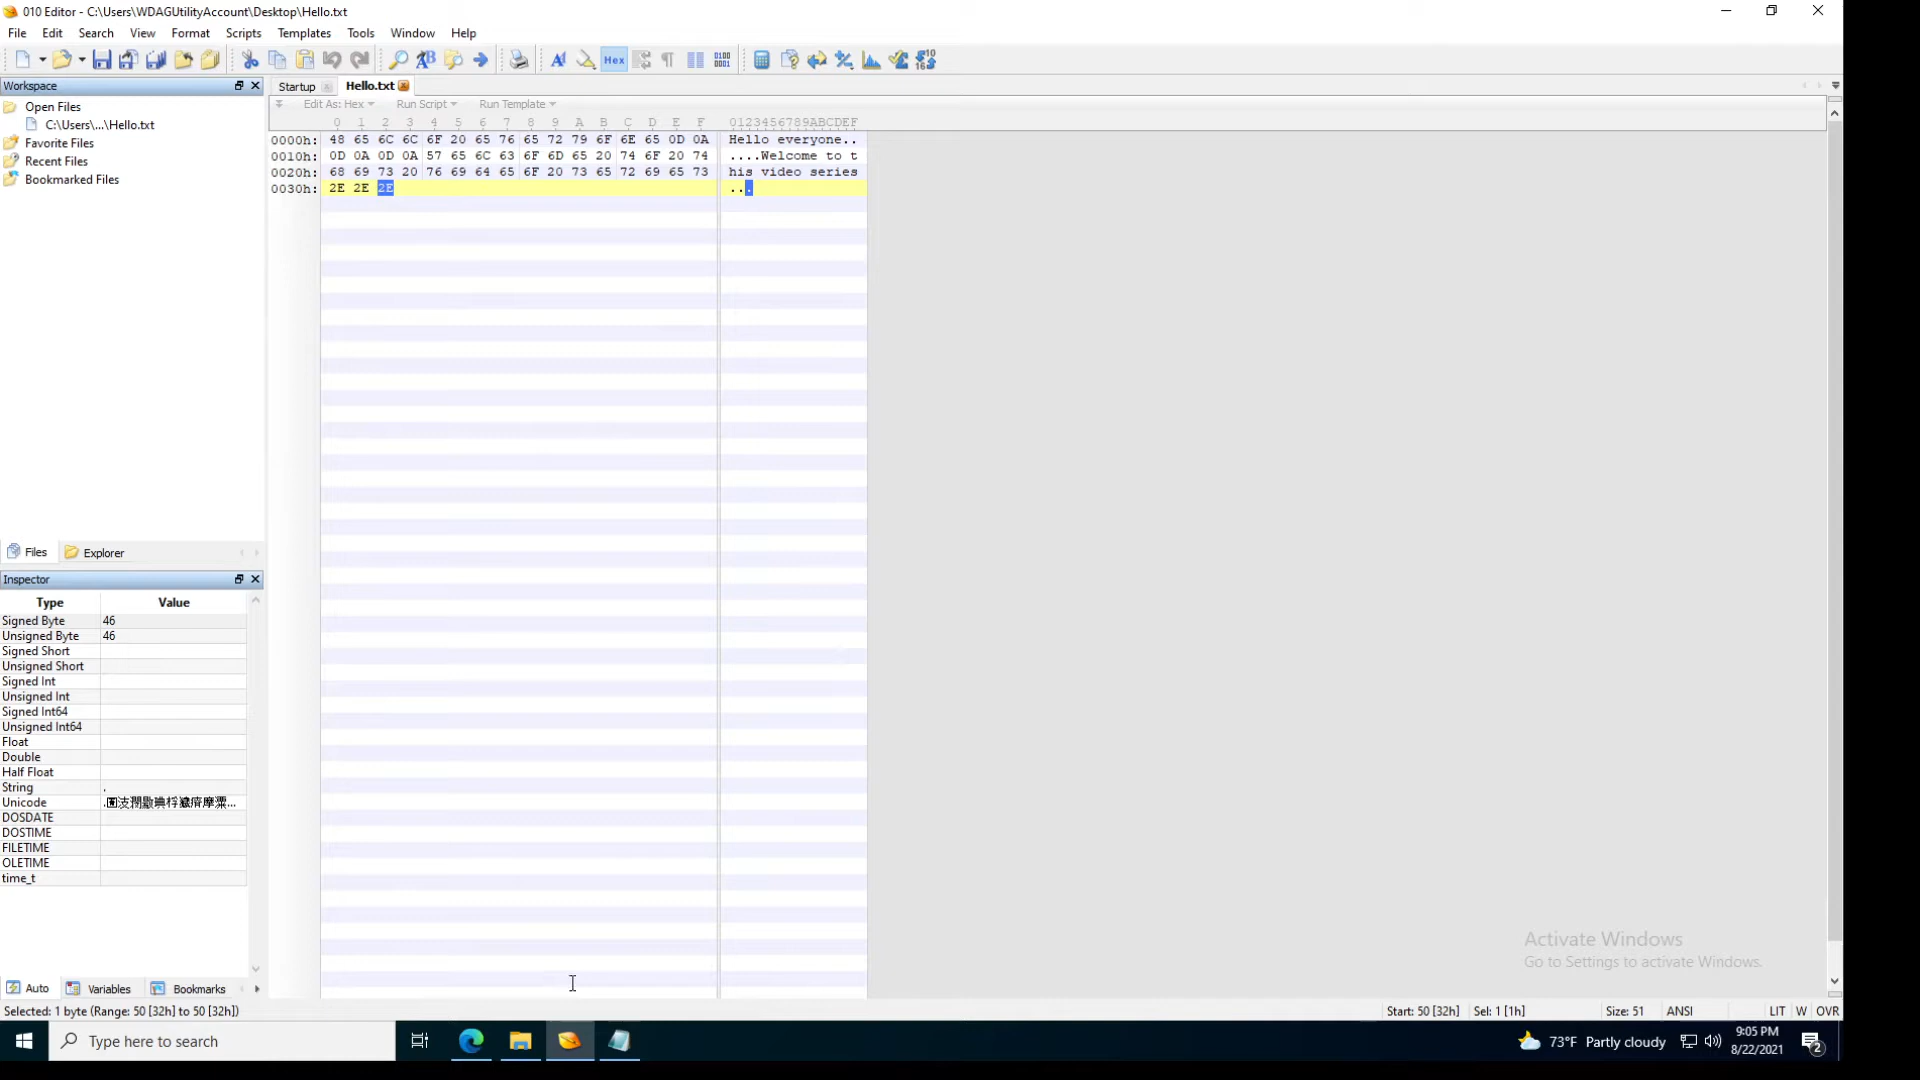 010 Editor - C:\Users\WDAGUtilityAccount\Desktop\Hello.txt
File Edit Search View Format Scripts Templates Tools Window Help
Workspace
Open Files
C:\Users\...\Hello.txt
Favorite Files
Recent Files
Bookmarked Files
Files Explorer
Startup Hello.txt
Edit As: Hex Run Script Run Template
0 1 2 3 4 5 6 7 8 9 A B C D E F 0123456789ABCDEF
0000h: 48 65 6C 6C 6F 20 65 76 65 72 79 6F 6E 65 0D 0A Hello everyone..
0010h: 0D 0A 0D 0A 57 65 6C 63 6F 6D 65 20 74 6F 20 74 ....Welcome to t
0020h: 68 69 73 20 76 69 64 65 6F 20 73 65 72 69 65 73 his video series
0030h: 2E 2E 2E ...
Inspector
Type Value
Signed Byte 46
Unsigned Byte 46
Signed Short
Unsigned Short
Signed Int
Unsigned Int
Signed Int64
Unsigned Int64
Float
Double
Half Float
String .
Unicode
DOSDATE
DOSTIME
FILETIME
OLETIME
time_t
Auto Variables Bookmarks
Activate Windows
Go to Settings to activate Windows.
Selected: 1 byte (Range: 50 [32h] to 50 [32h]) Start: 50 [32h] Sel: 1 [1h] Size: 51 ANSI LIT W OVR
Type here to search
73°F Partly cloudy
9:05 PM
8/22/2021
2